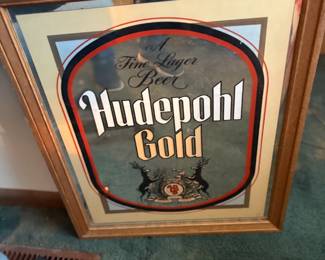 A
Fine Lager
Beer
Hudepohl
Gold